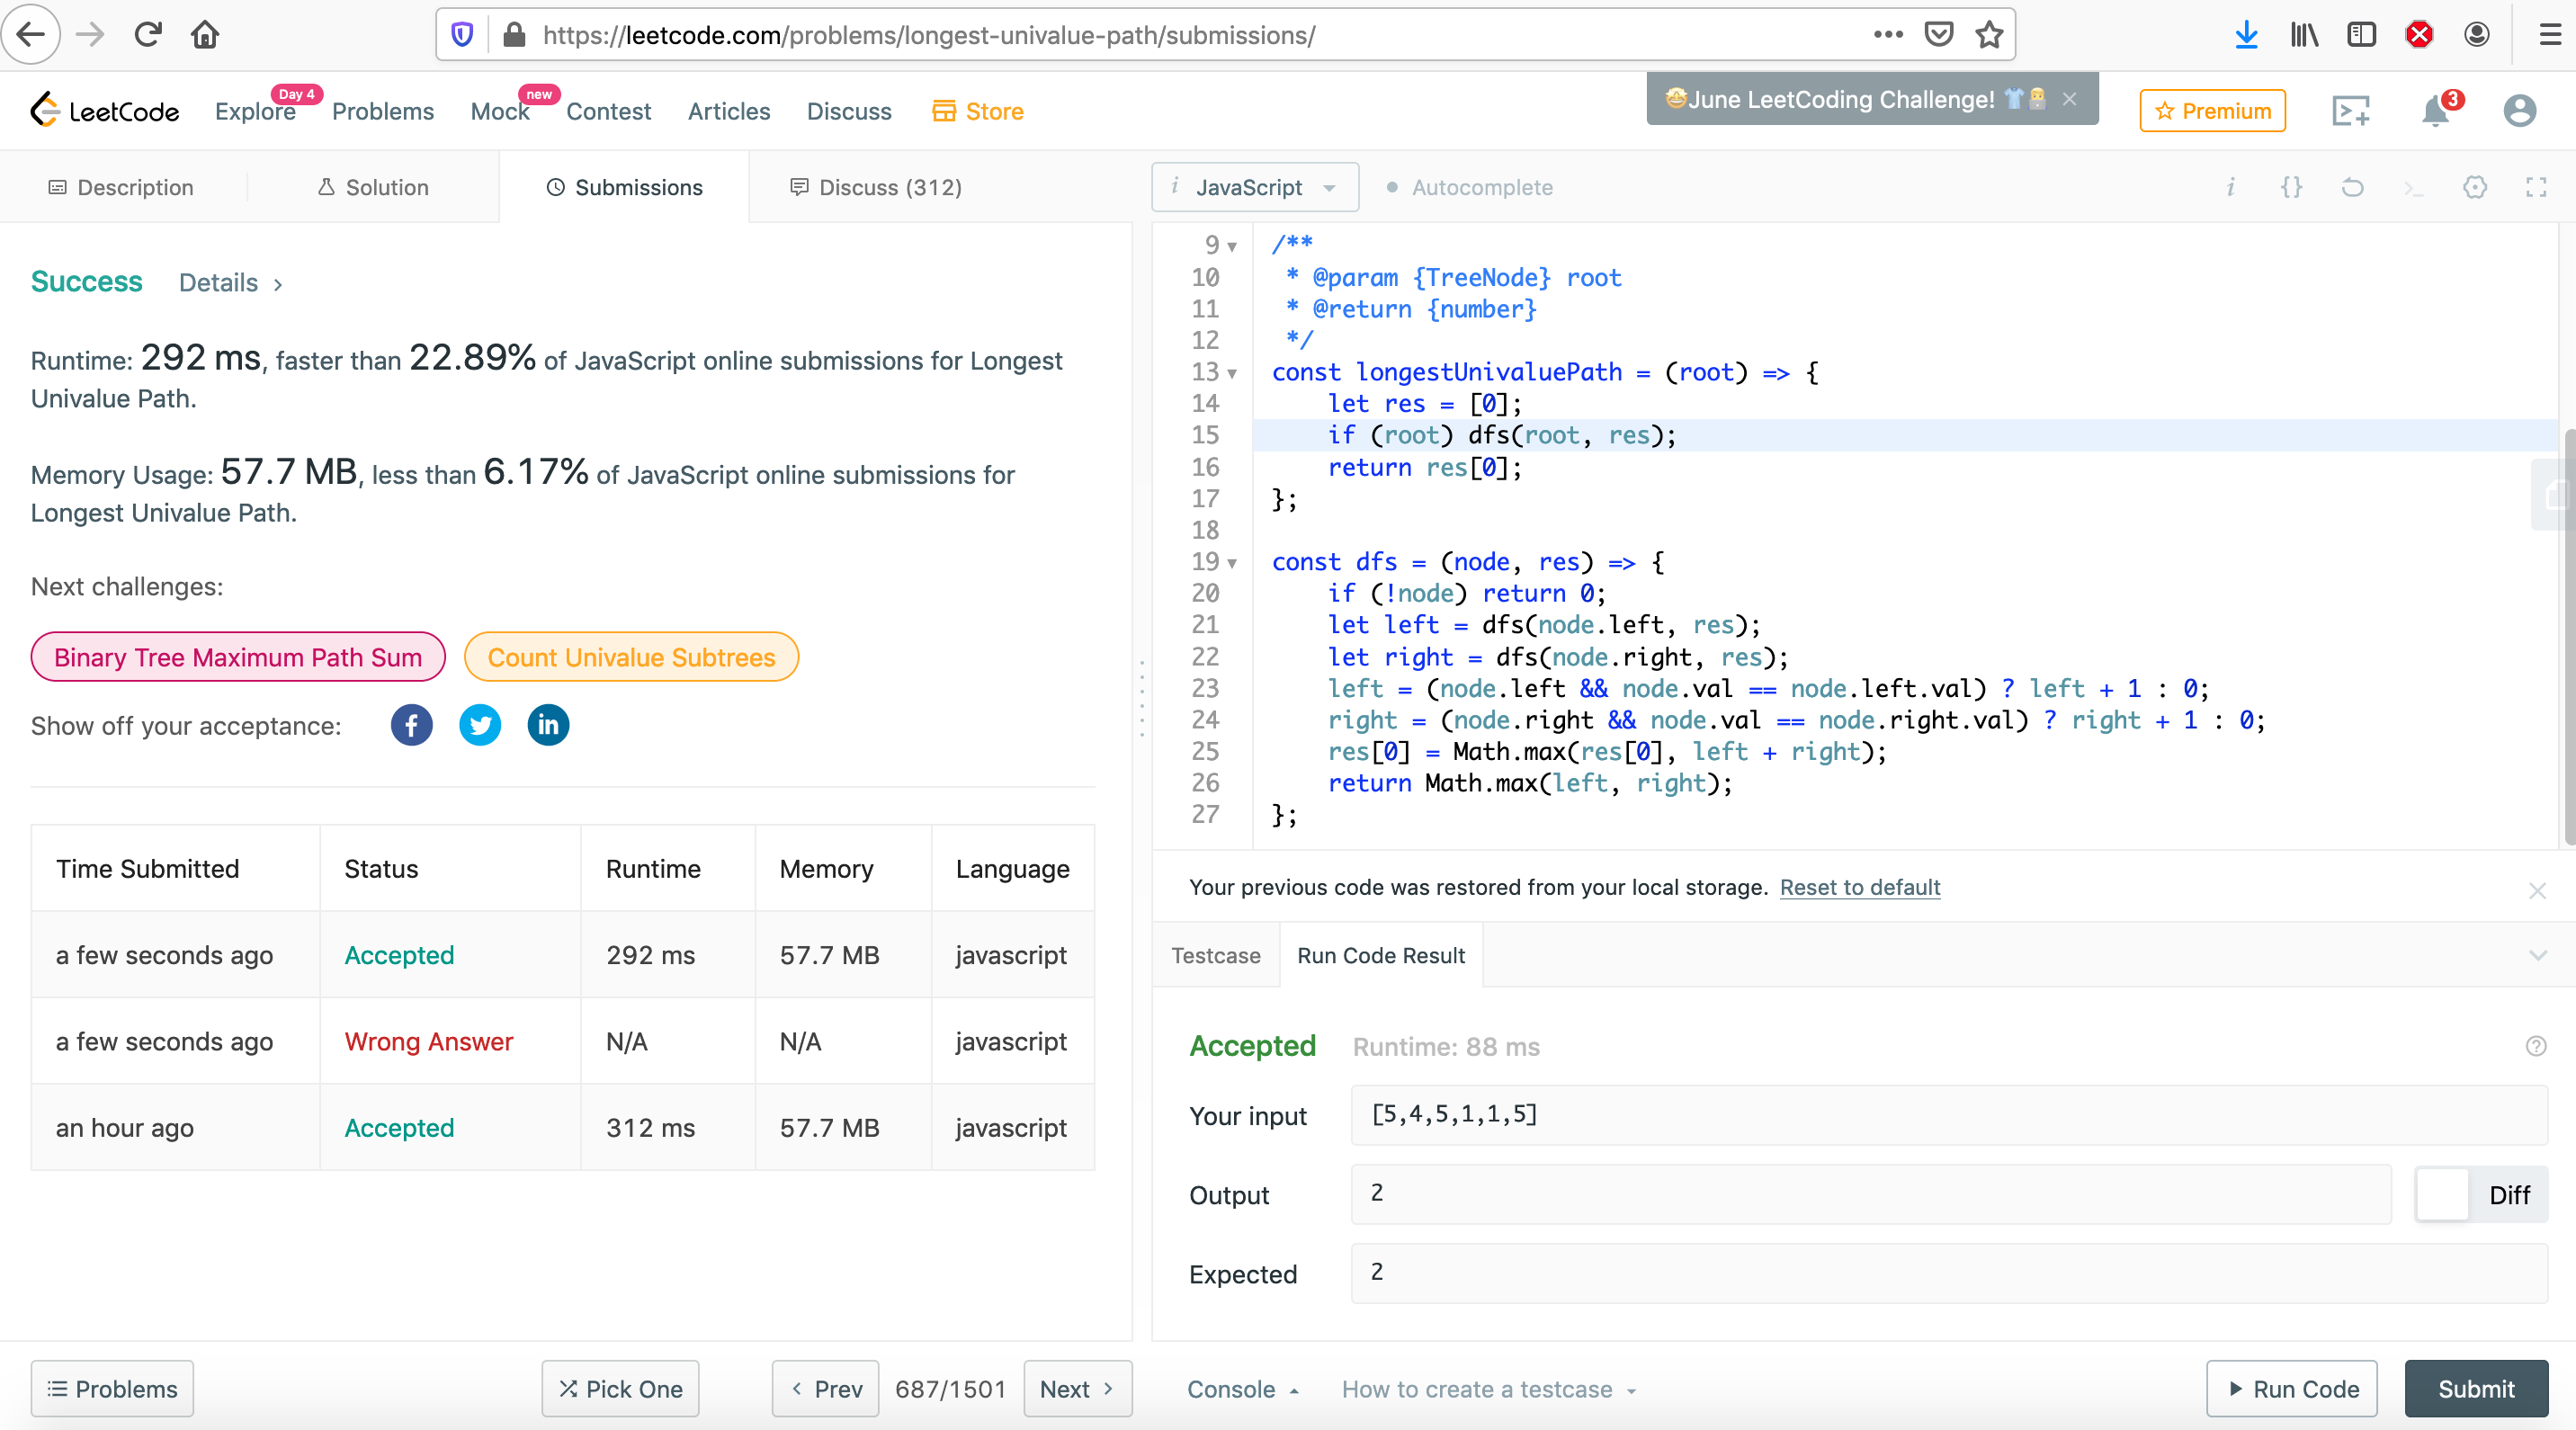 https://leetcode.com/problems/longest-univalue-path/submissions/
LeetCode
Explore
Day 4
Problems
Mock
new
Contest
Articles
Discuss
Store
🤩June LeetCoding Challenge! 👕
Premium
3
Description
Solution
Submissions
Discuss (312)
Success
Details >
Runtime: 292 ms, faster than 22.89% of JavaScript online submissions for Longest
Univalue Path.
Memory Usage: 57.7 MB, less than 6.17% of JavaScript online submissions for
Longest Univalue Path.
Next challenges:
Binary Tree Maximum Path Sum
Count Univalue Subtrees
Show off your acceptance:
Time Submitted Status Runtime Memory Language
a few seconds ago Accepted 292 ms 57.7 MB javascript
a few seconds ago Wrong Answer N/A N/A javascript
an hour ago Accepted 312 ms 57.7 MB javascript
Problems
Pick One
Prev
687/1501
Next
i JavaScript
Autocomplete
9 /**
10  * @param {TreeNode} root
11  * @return {number}
12  */
13 const longestUnivaluePath = (root) => {
14     let res = [0];
15     if (root) dfs(root, res);
16     return res[0];
17 };
18
19 const dfs = (node, res) => {
20     if (!node) return 0;
21     let left = dfs(node.left, res);
22     let right = dfs(node.right, res);
23     left = (node.left && node.val == node.left.val) ? left + 1 : 0;
24     right = (node.right && node.val == node.right.val) ? right + 1 : 0;
25     res[0] = Math.max(res[0], left + right);
26     return Math.max(left, right);
27 };
Your previous code was restored from your local storage. Reset to default
Testcase
Run Code Result
Accepted Runtime: 88 ms
Your input [5,4,5,1,1,5]
Output 2
Diff
Expected 2
Console
How to create a testcase
Run Code
Submit